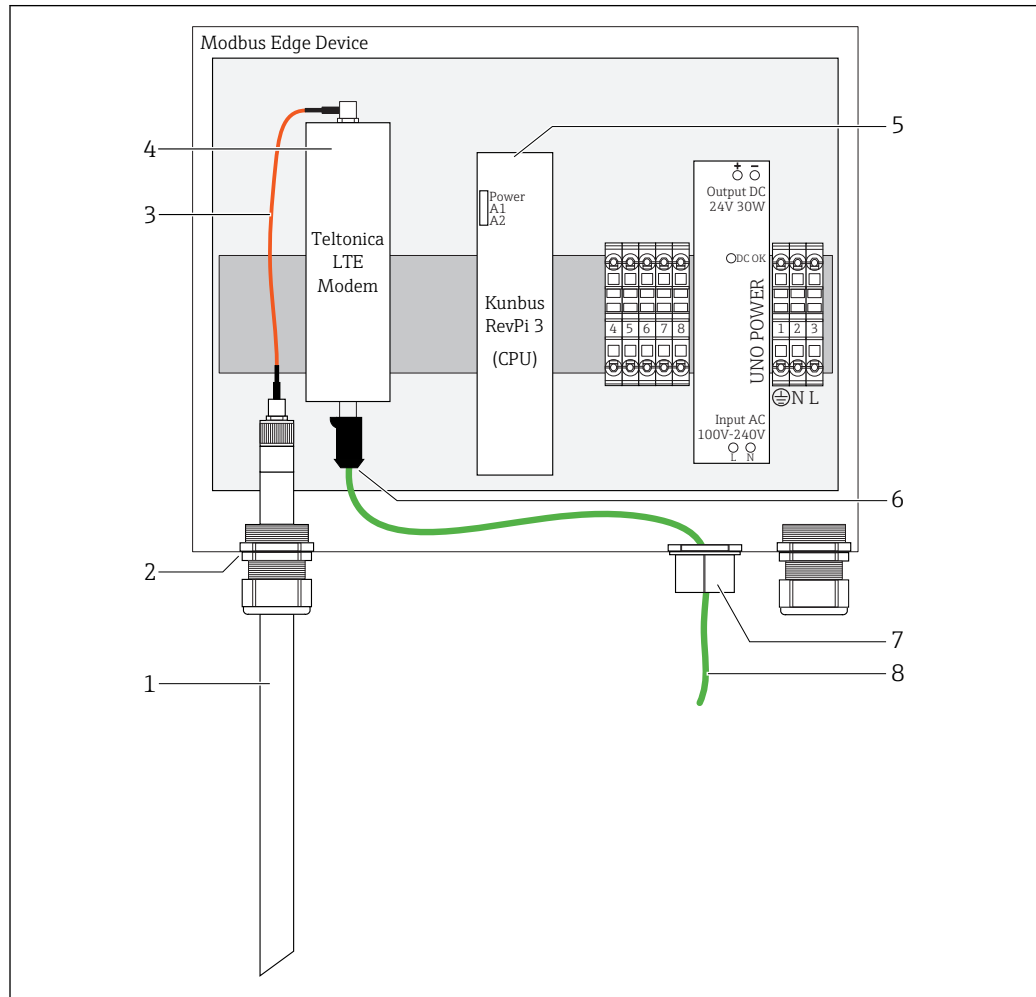 Modbus Edge Device
4
5
Power
A1
A2
+ −
Output DC
24V 30W
3
Teltonica
LTE
Modem
DC OK
Kunbus
RevPi 3
(CPU)
4 5 6 7 8
UNO POWER
1 2 3
N L
Input AC
100V-240V
L N
6
2
7
1
8